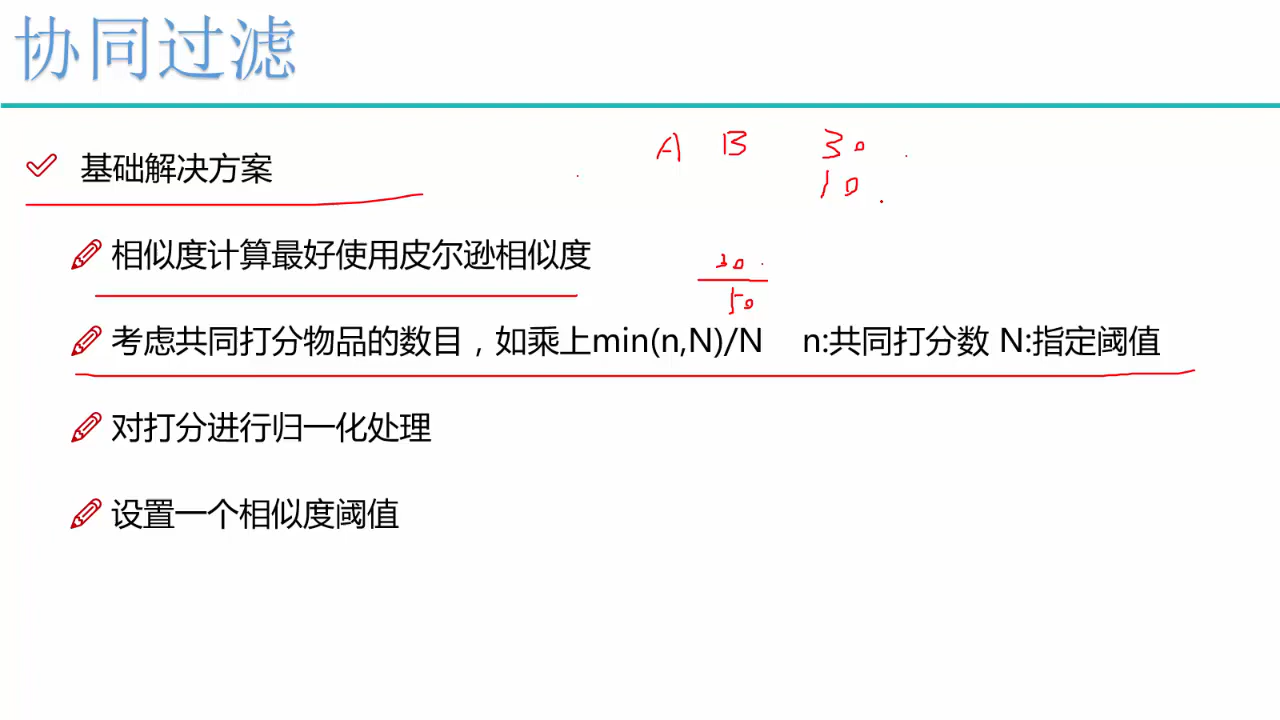 协同过滤
基础解决方案
A B 30
10
相似度计算最好使用皮尔逊相似度
30
50
考虑共同打分物品的数目，如乘上min(n,N)/N n:共同打分数 N:指定阈值
对打分进行归一化处理
设置一个相似度阈值